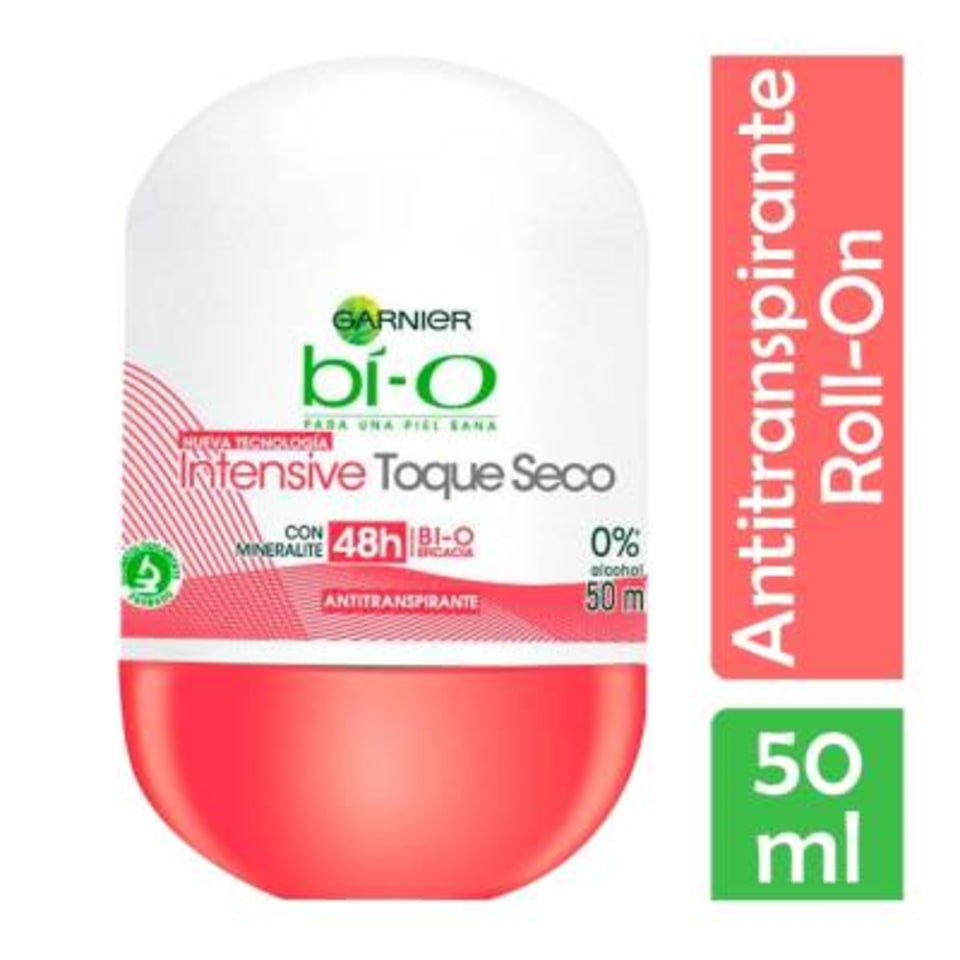 GARNIER
bí-O
PARA UNA PIEL SANA
NUEVA TECNOLOGÍA
Intensive Toque Seco
CON
MINERALITE
48h
BI-O
EFICACIA
0%*
alcohol
50 m
ANTITRANSPIRANTE
Antitranspirante
Roll-On
50
ml